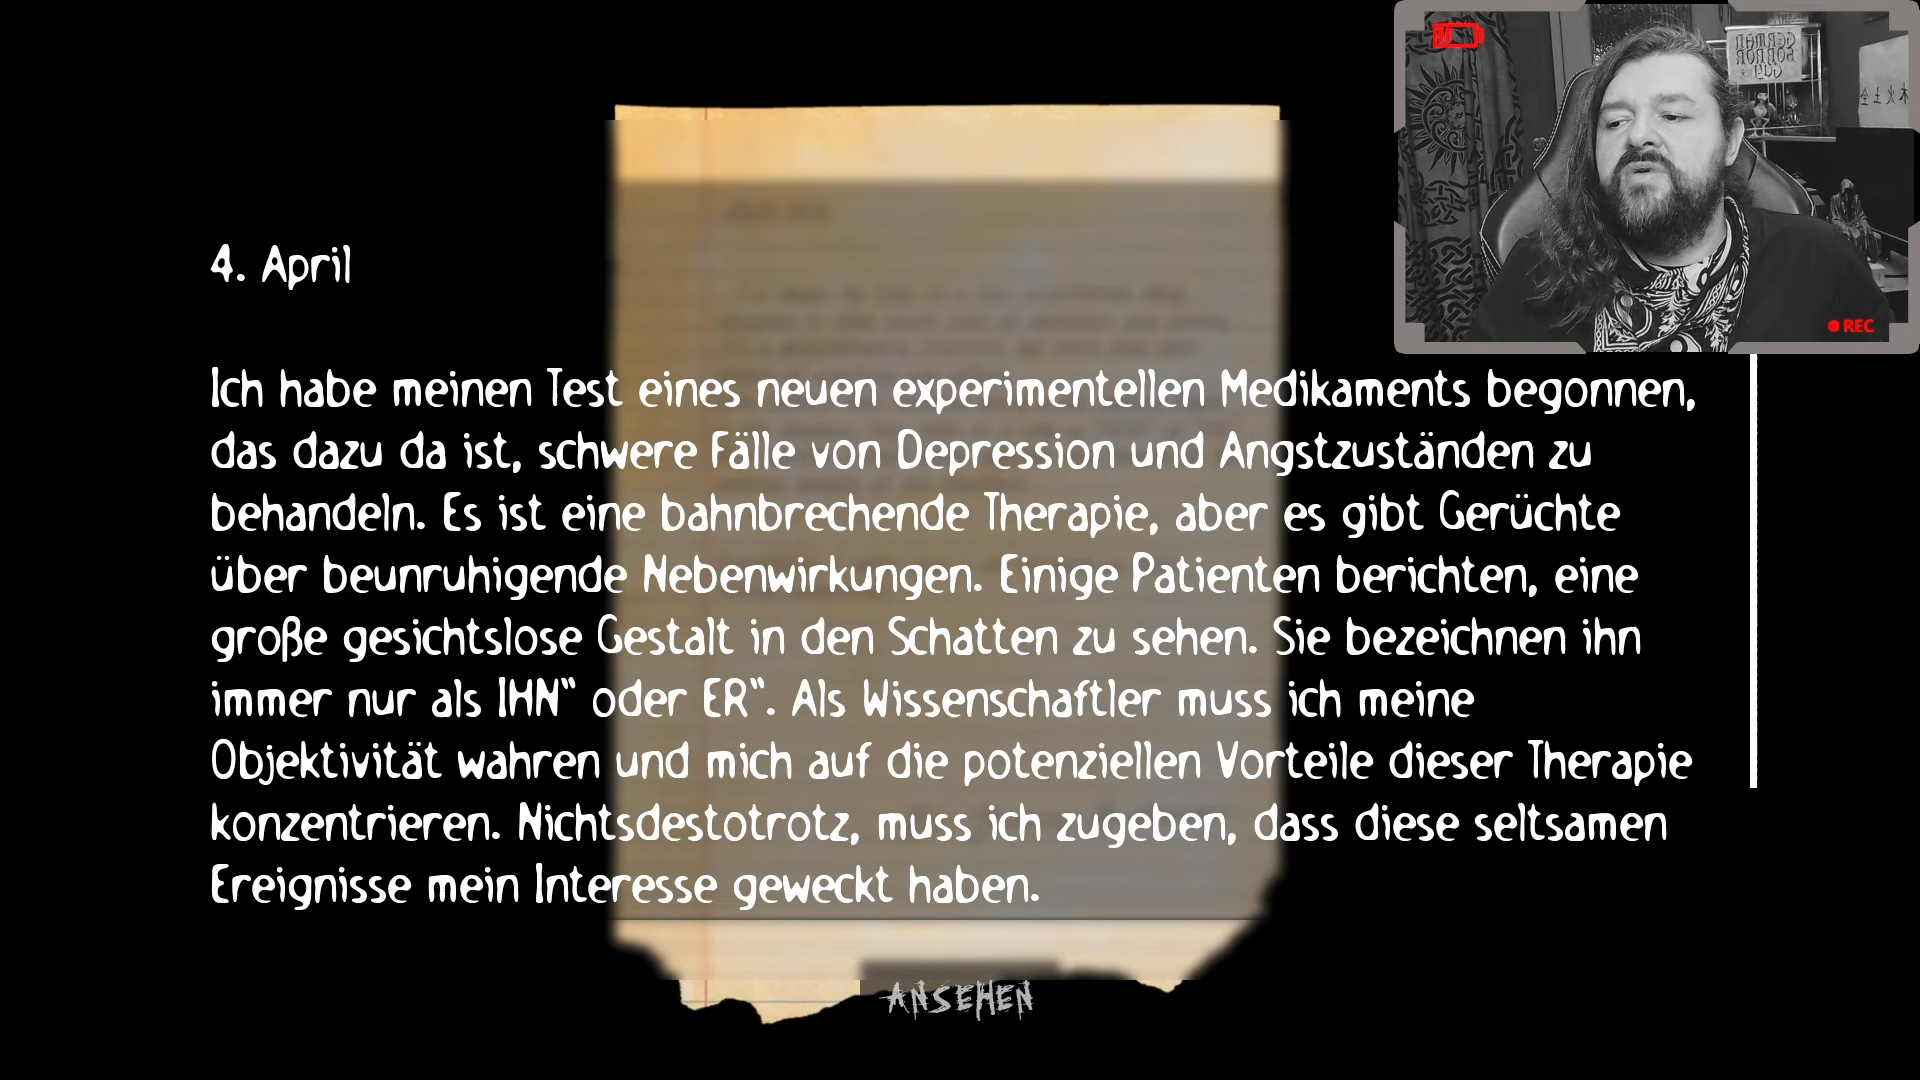 4. April
Ich habe meinen Test eines neuen experimentellen Medikaments begonnen,
das dazu da ist, schwere Fälle von Depression und Angstzuständen zu
behandeln. Es ist eine bahnbrechende Therapie, aber es gibt Gerüchte
über beunruhigende Nebenwirkungen. Einige Patienten berichten, eine
große gesichtslose Gestalt in den Schatten zu sehen. Sie bezeichnen ihn
immer nur als IHN“ oder ER“. Als Wissenschaftler muss ich meine
Objektivität wahren und mich auf die potenziellen Vorteile dieser Therapie
konzentrieren. Nichtsdestotrotz, muss ich zugeben, dass diese seltsamen
Ereignisse mein Interesse geweckt haben.
ANSEHEN
GERMAN
HORROR
GUY
REC